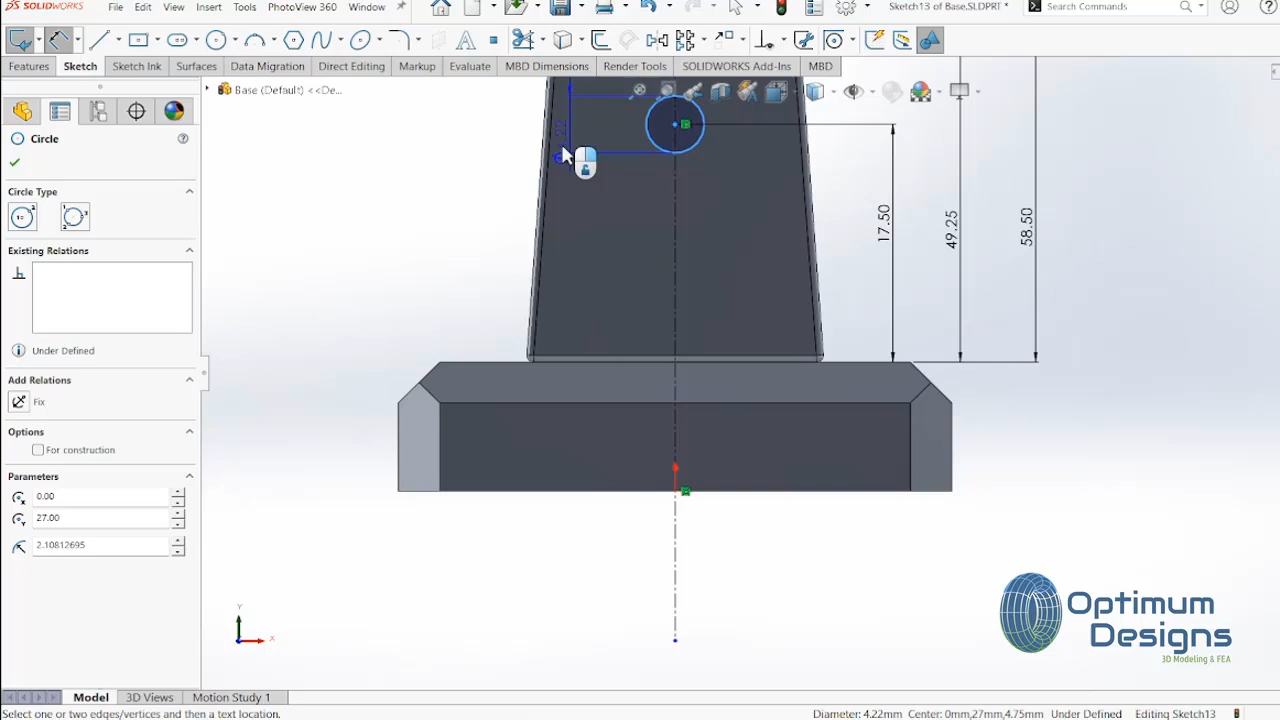 SOLIDWORKS File Edit View Insert Tools PhotoView 360 Window Sketch13 of Base.SLDPRT * Search Commands
Features Sketch Sketch Ink Surfaces Data Migration Direct Editing Markup Evaluate MBD Dimensions Render Tools SOLIDWORKS Add-Ins MBD
Base (Default) <<De...
Circle
Circle Type
Existing Relations
Under Defined
Add Relations
Fix
Options
For construction
Parameters
0.00
27.00
2.10812695
17.50
49.25
58.50
Y
X
Optimum
Designs
3D Modeling & FEA
Model 3D Views Motion Study 1
Select one or two edges/vertices and then a text location. Diameter: 4.22mm Center: 0mm,27mm,4.75mm Under Defined Editing Sketch13